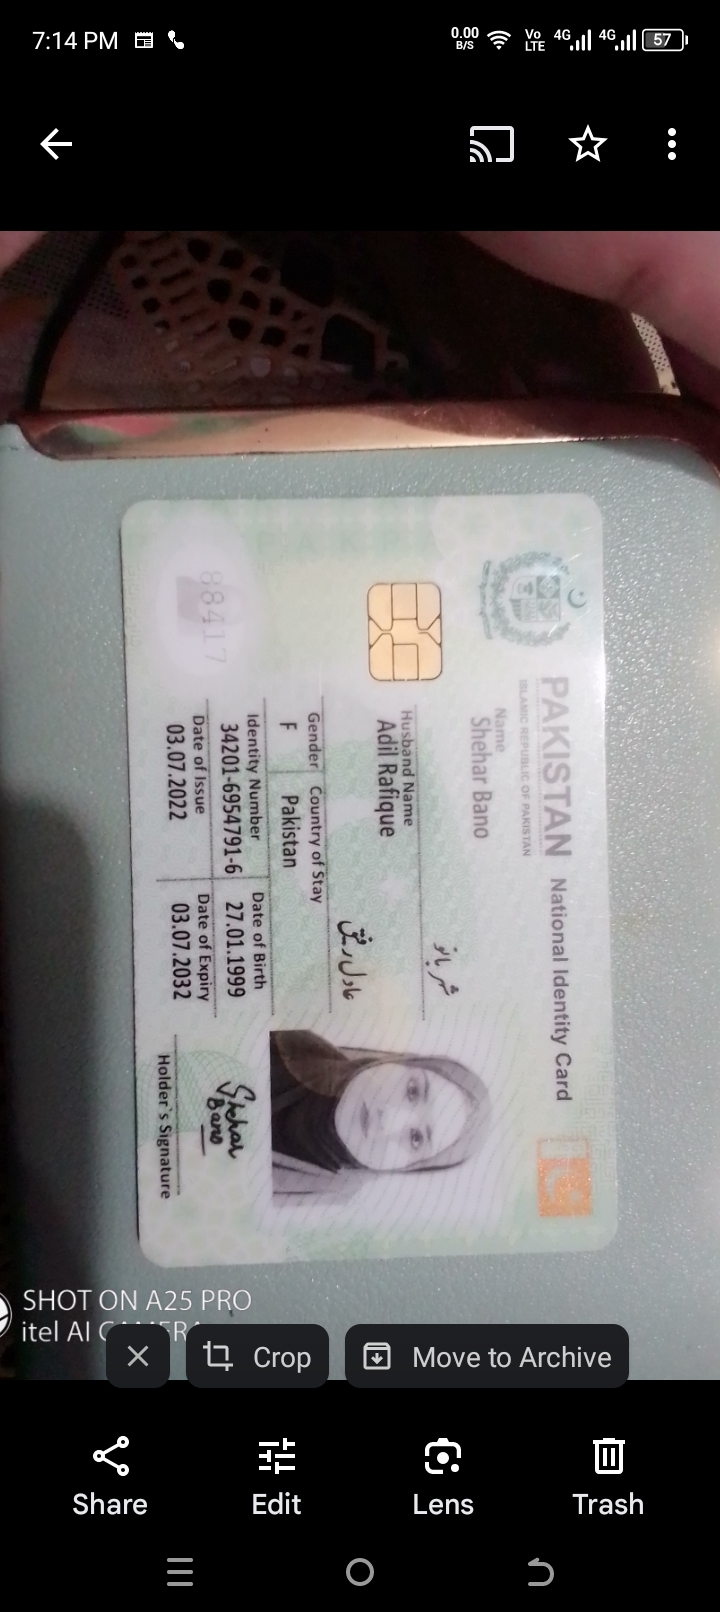 7:14 PM
0.00 B/S
Vo LTE 4G 4G 57
PAKISTAN National Identity Card
ISLAMIC REPUBLIC OF PAKISTAN
Name
Shehar Bano
شہر بانو
Husband Name
Adil Rafique
عادل رفیق
Gender Country of Stay
F Pakistan
Identity Number Date of Birth
34201-6954791-6 27.01.1999
Date of Issue Date of Expiry
03.07.2022 03.07.2032
88417
Shehar
Bano
Holder's Signature
SHOT ON A25 PRO
itel AI CAMERA
Crop Move to Archive
Share Edit Lens Trash